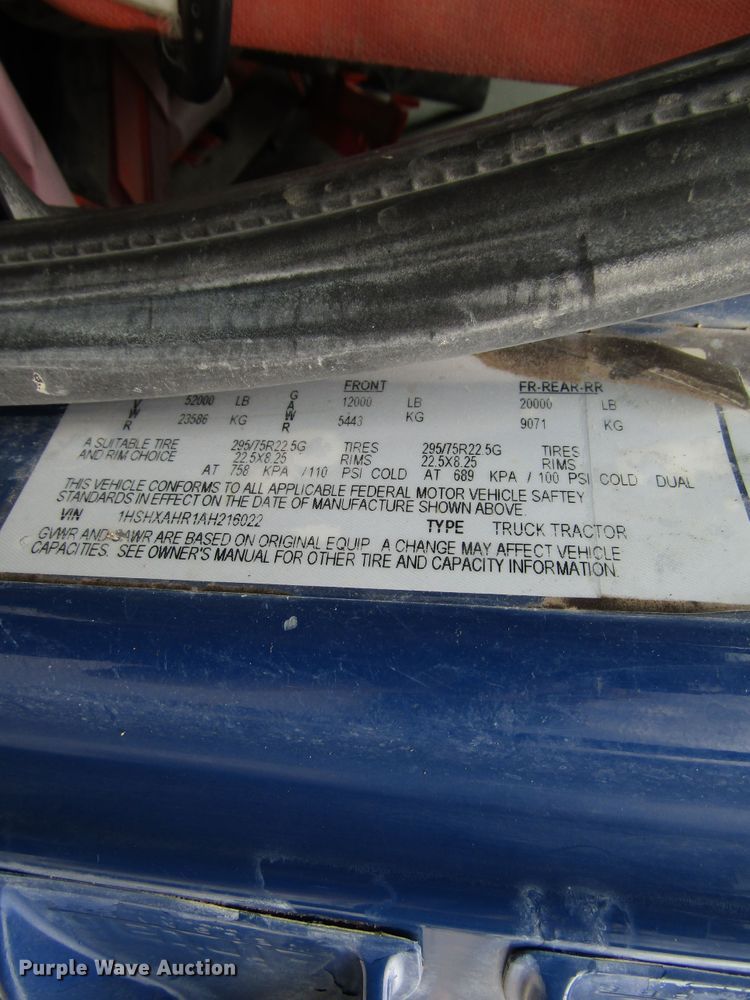 FRONT FR-REAR-RR
V 52000 LB G 12000 LB 20000 LB
W A
R 23586 KG W 5443 KG 9071 KG
R
A SUITABLE TIRE 295/75R22.5G TIRES 295/75R22.5G TIRES
AND RIM CHOICE 22.5X8.25 RIMS 22.5X8.25 RIMS
AT 758 KPA /110 PSI COLD AT 689 KPA / 100 PSI COLD DUAL
THIS VEHICLE CONFORMS TO ALL APPLICABLE FEDERAL MOTOR VEHICLE SAFTEY
STANDARDS IN EFFECT ON THE DATE OF MANUFACTURE SHOWN ABOVE.
VIN 1HSHXAHR1AH216022 TYPE TRUCK TRACTOR
GVWR AND GAWR ARE BASED ON ORIGINAL EQUIP. A CHANGE MAY AFFECT VEHICLE
CAPACITIES. SEE OWNER'S MANUAL FOR OTHER TIRE AND CAPACITY INFORMATION.
Purple Wave Auction